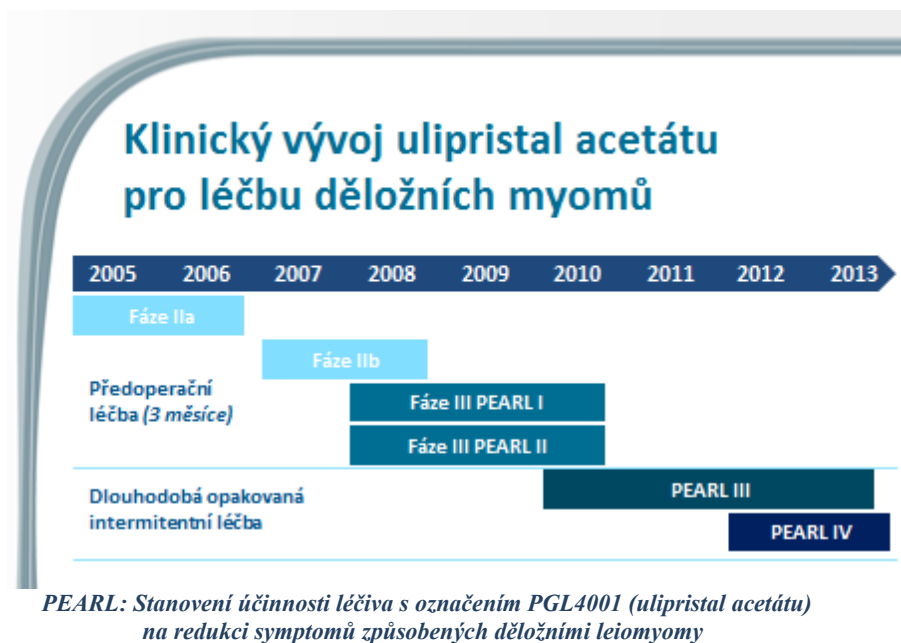 Klinický vývoj ulipristal acetátu
pro léčbu děložních myomů
2005 2006 2007 2008 2009 2010 2011 2012 2013
Fáze IIa
Fáze IIb
Předoperační
léčba (3 měsíce)
Fáze III PEARL I
Fáze III PEARL II
Dlouhodobá opakovaná
intermitentní léčba
PEARL III
PEARL IV
PEARL: Stanovení účinnosti léčiva s označením PGL4001 (ulipristal acetátu)
na redukci symptomů způsobených děložními leiomyomy